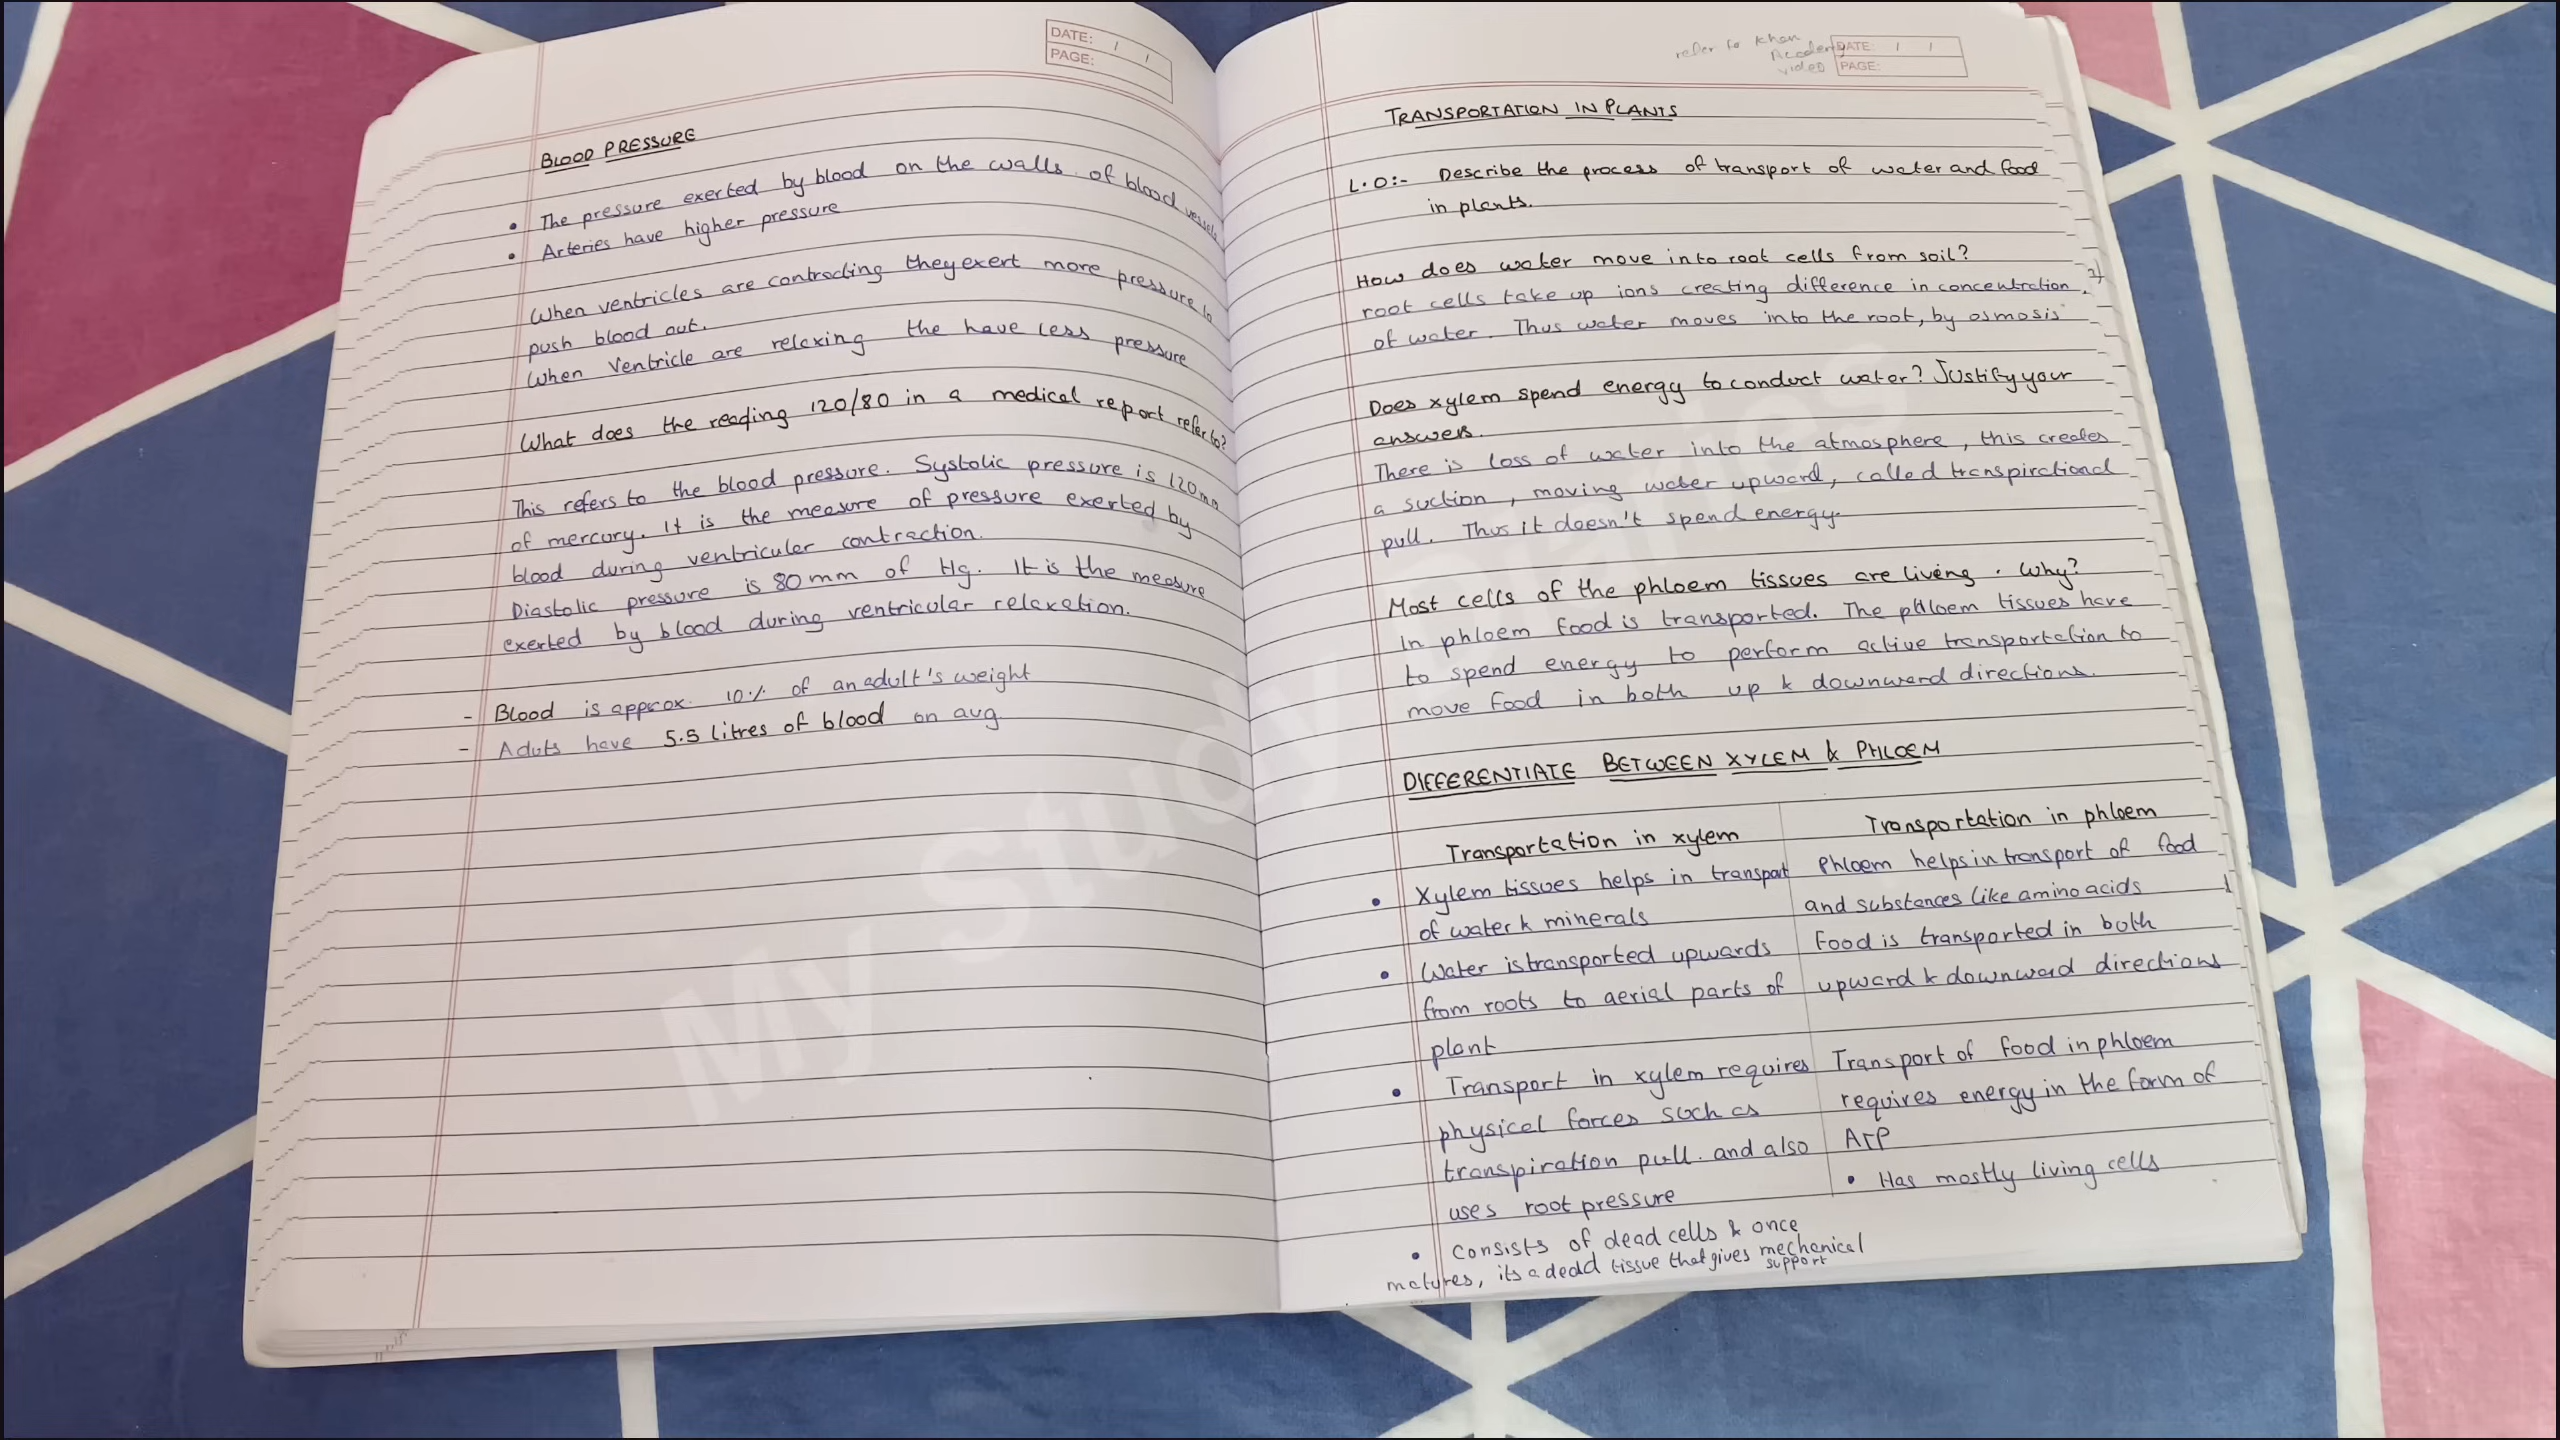 DATE: / /
PAGE:
BLOOD PRESSURE
• The pressure exerted by blood on the walls of blood vessels
• Arteries have higher pressure
When ventricles are contracting they exert more pressure to
push blood out.
When Ventricle are relaxing the have less pressure
What does the reading 120/80 in a medical report refer to?
This refers to the blood pressure. Systolic pressure is 120mm
of mercury. It is the measure of pressure exerted by
blood during ventricular contraction.
Diastolic pressure is 80 mm of Hg. It is the measure
exerted by blood during ventricular relaxation.
- Blood is approx. 10% of an adult's weight
- Aduts have 5.5 litres of blood on avg
refer to Khan
Academy
video
DATE: / /
PAGE:
TRANSPORTATION IN PLANTS
L.O:- Describe the process of transport of water and food
in plants.
How does water move into root cells from soil?
root cells take up ions creating difference in concentration
of water. Thus water moves into the root, by osmosis
Does xylem spend energy to conduct water? Justify your
answer.
There is loss of water into the atmosphere, this creates
a suction, moving water upward, called transpirational
pull. Thus it doesn't spend energy.
Most cells of the phloem tissues are living. Why?
In phloem food is transported. The phloem tissues have
to spend energy to perform active transportation to
move food in both up & downward directions.
DIFFERENTIATE BETWEEN XYLEM & PHLOEM
Transportation in xylem
• Xylem tissues helps in transport
of water & minerals
• Water is transported upwards
from roots to aerial parts of
plant
• Transport in xylem requires
physical forces such as
transpiration pull. and also
uses root pressure
• consists of dead cells & once
matures, its a dead tissue that gives mechanical
support
Transportation in phloem
Phloem helps in transport of food
and substances like amino acids
Food is transported in both
upward & downward directions
Transport of food in phloem
requires energy in the form of
ATP
• Has mostly living cells
My Study